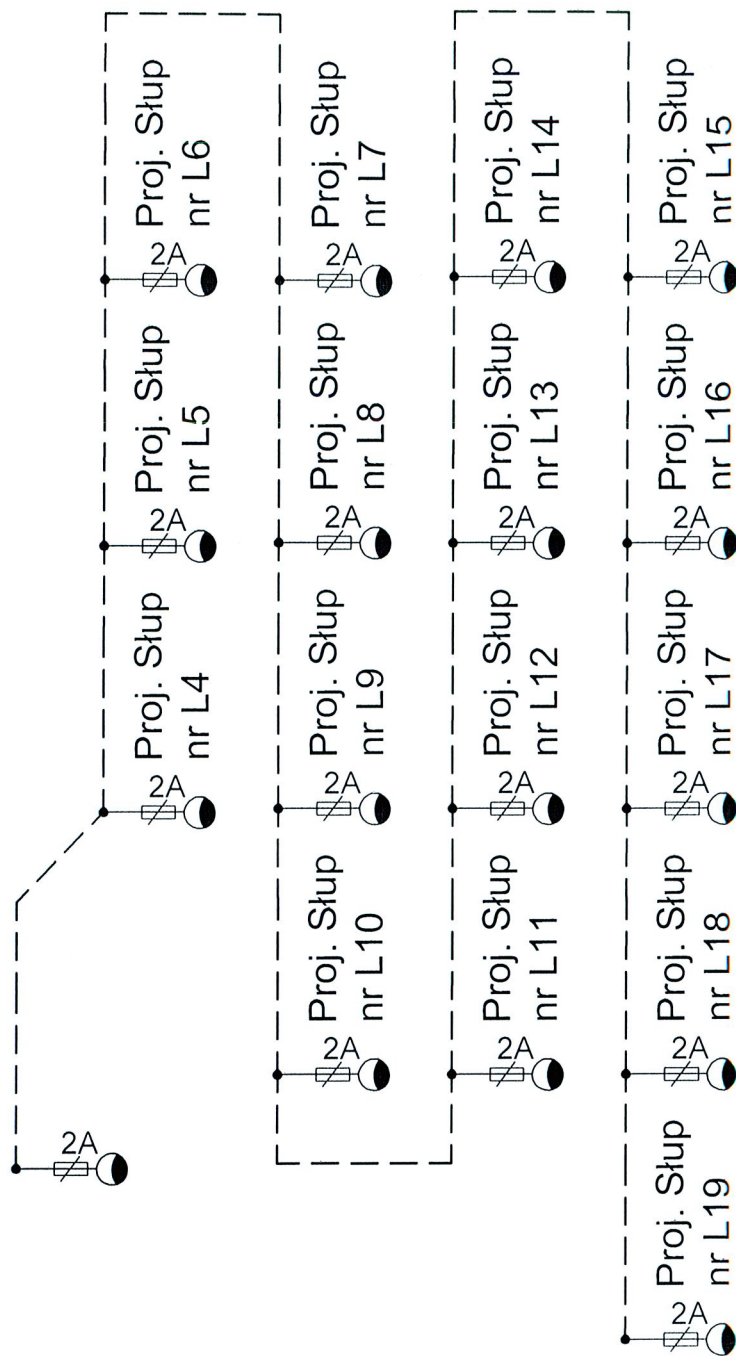 2A
2A
Proj. Słup
nr L4
2A
Proj. Słup
nr L5
2A
Proj. Słup
nr L6
2A
Proj. Słup
nr L7
2A
Proj. Słup
nr L8
2A
Proj. Słup
nr L9
2A
Proj. Słup
nr L10
2A
Proj. Słup
nr L11
2A
Proj. Słup
nr L12
2A
Proj. Słup
nr L13
2A
Proj. Słup
nr L14
2A
Proj. Słup
nr L15
2A
Proj. Słup
nr L16
2A
Proj. Słup
nr L17
2A
Proj. Słup
nr L18
2A
Proj. Słup
nr L19